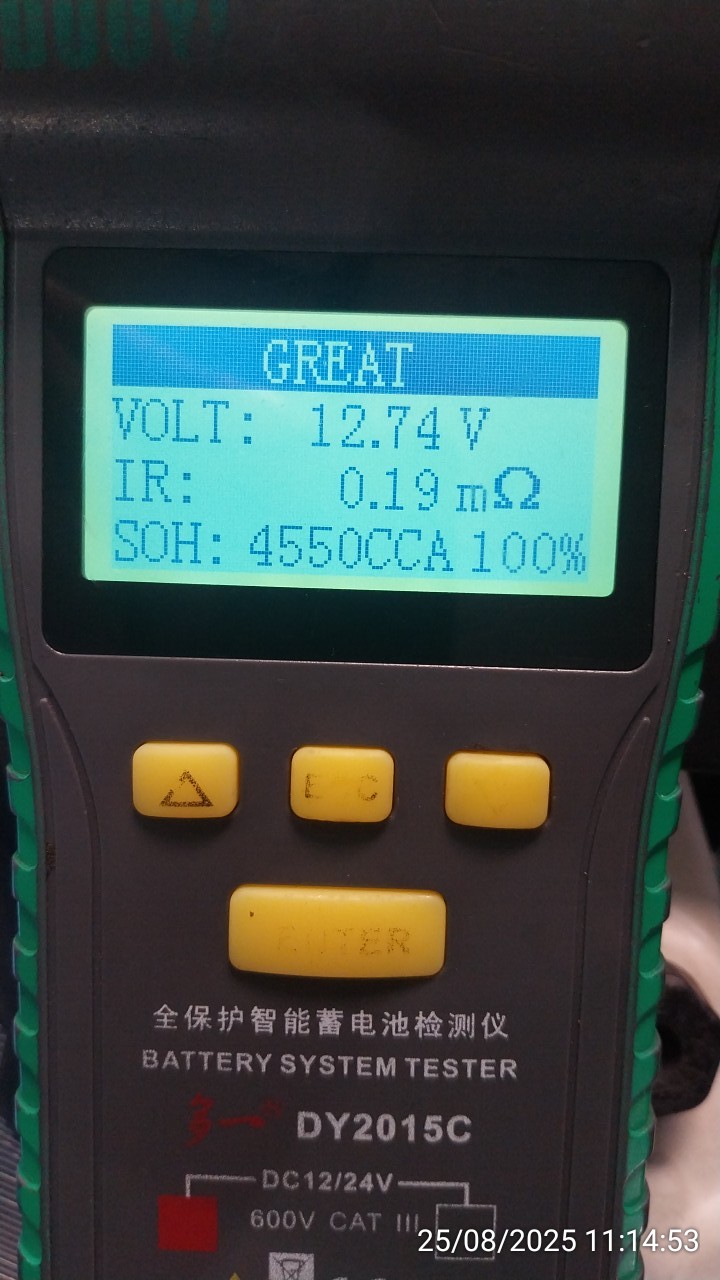 GREAT
VOLT: 12.74 V
IR: 0.19 mΩ
SOH: 4550CCA 100%
ENTER
全保护智能蓄电池检测仪
BATTERY SYSTEM TESTER
DY2015C
DC12/24V
600V CAT III
25/08/2025 11:14:53